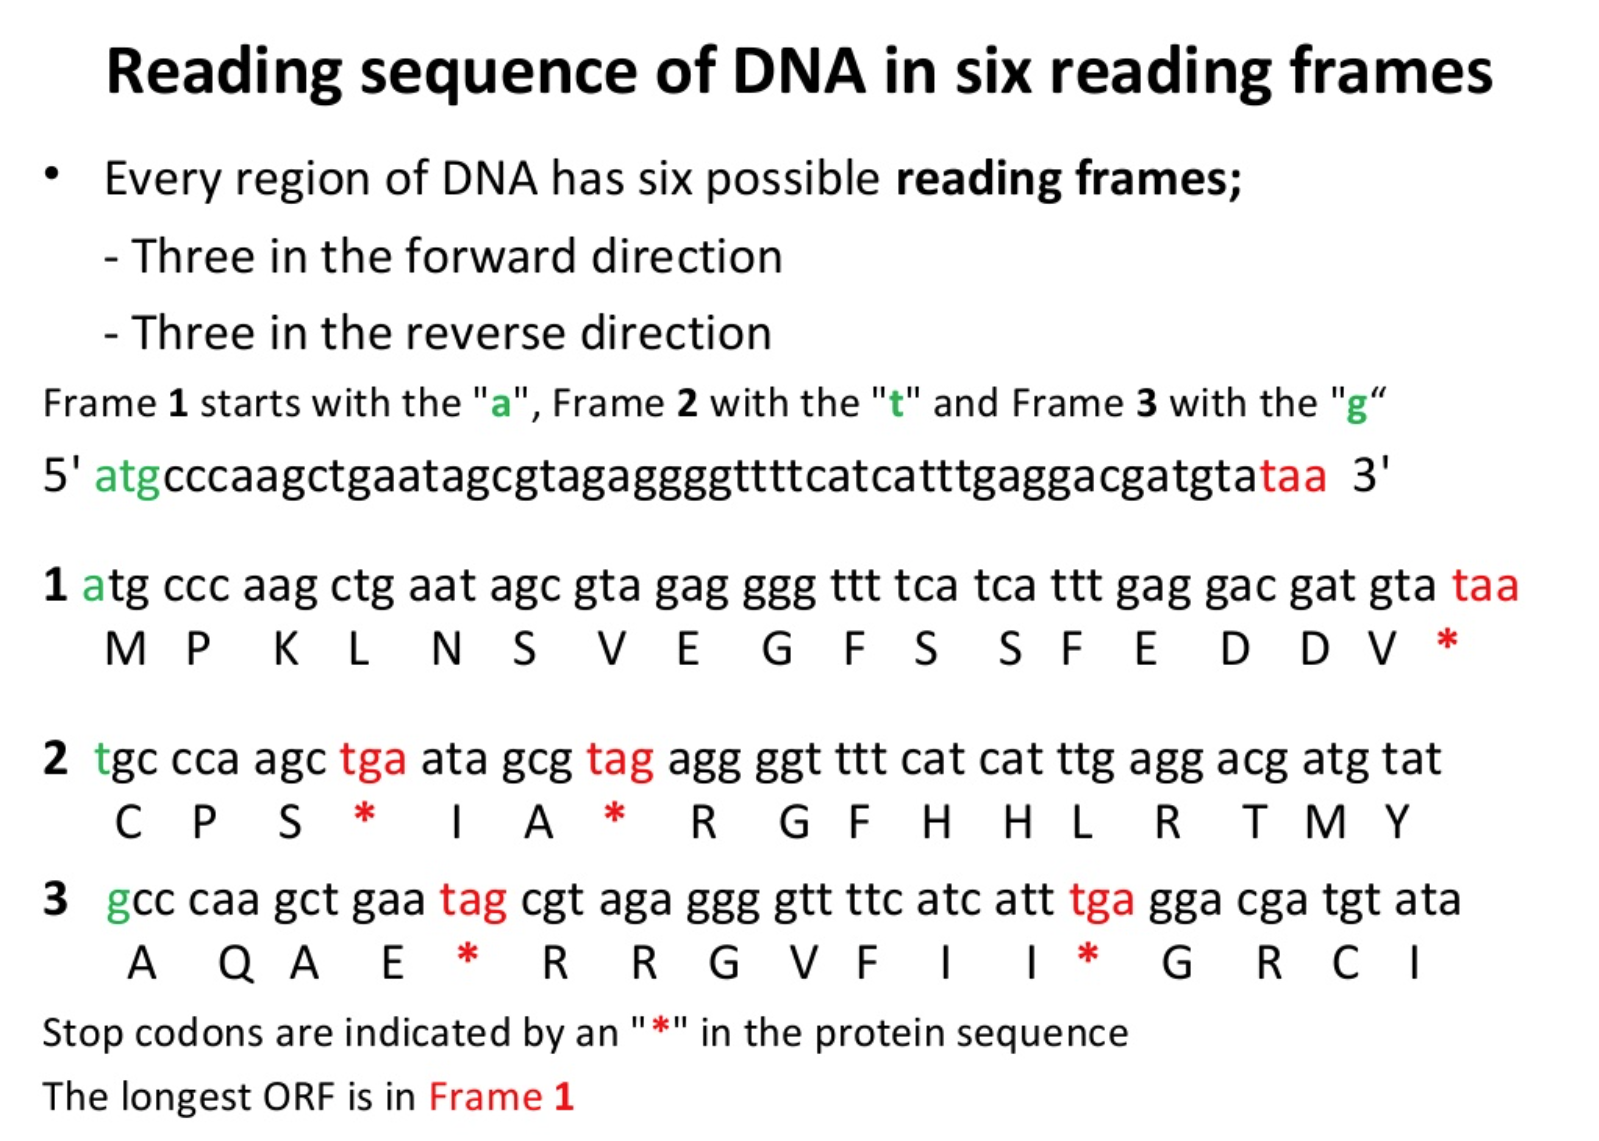 Reading sequence of DNA in six reading frames
• Every region of DNA has six possible reading frames;
- Three in the forward direction
- Three in the reverse direction
Frame 1 starts with the "a", Frame 2 with the "t" and Frame 3 with the "g“
5' atgcccaagctgaatagcgtagaggggttttcatcatttgaggacgatgtataa 3'
1 atg ccc aag ctg aat agc gta gag ggg ttt tca tca ttt gag gac gat gta taa
M P K L N S V E G F S S F E D D V *
2 tgc cca agc tga ata gcg tag agg ggt ttt cat cat ttg agg acg atg tat
C P S * I A * R G F H H L R T M Y
3 gcc caa gct gaa tag cgt aga ggg gtt ttc atc att tga gga cga tgt ata
A Q A E * R R G V F I I * G R C I
Stop codons are indicated by an "*" in the protein sequence
The longest ORF is in Frame 1